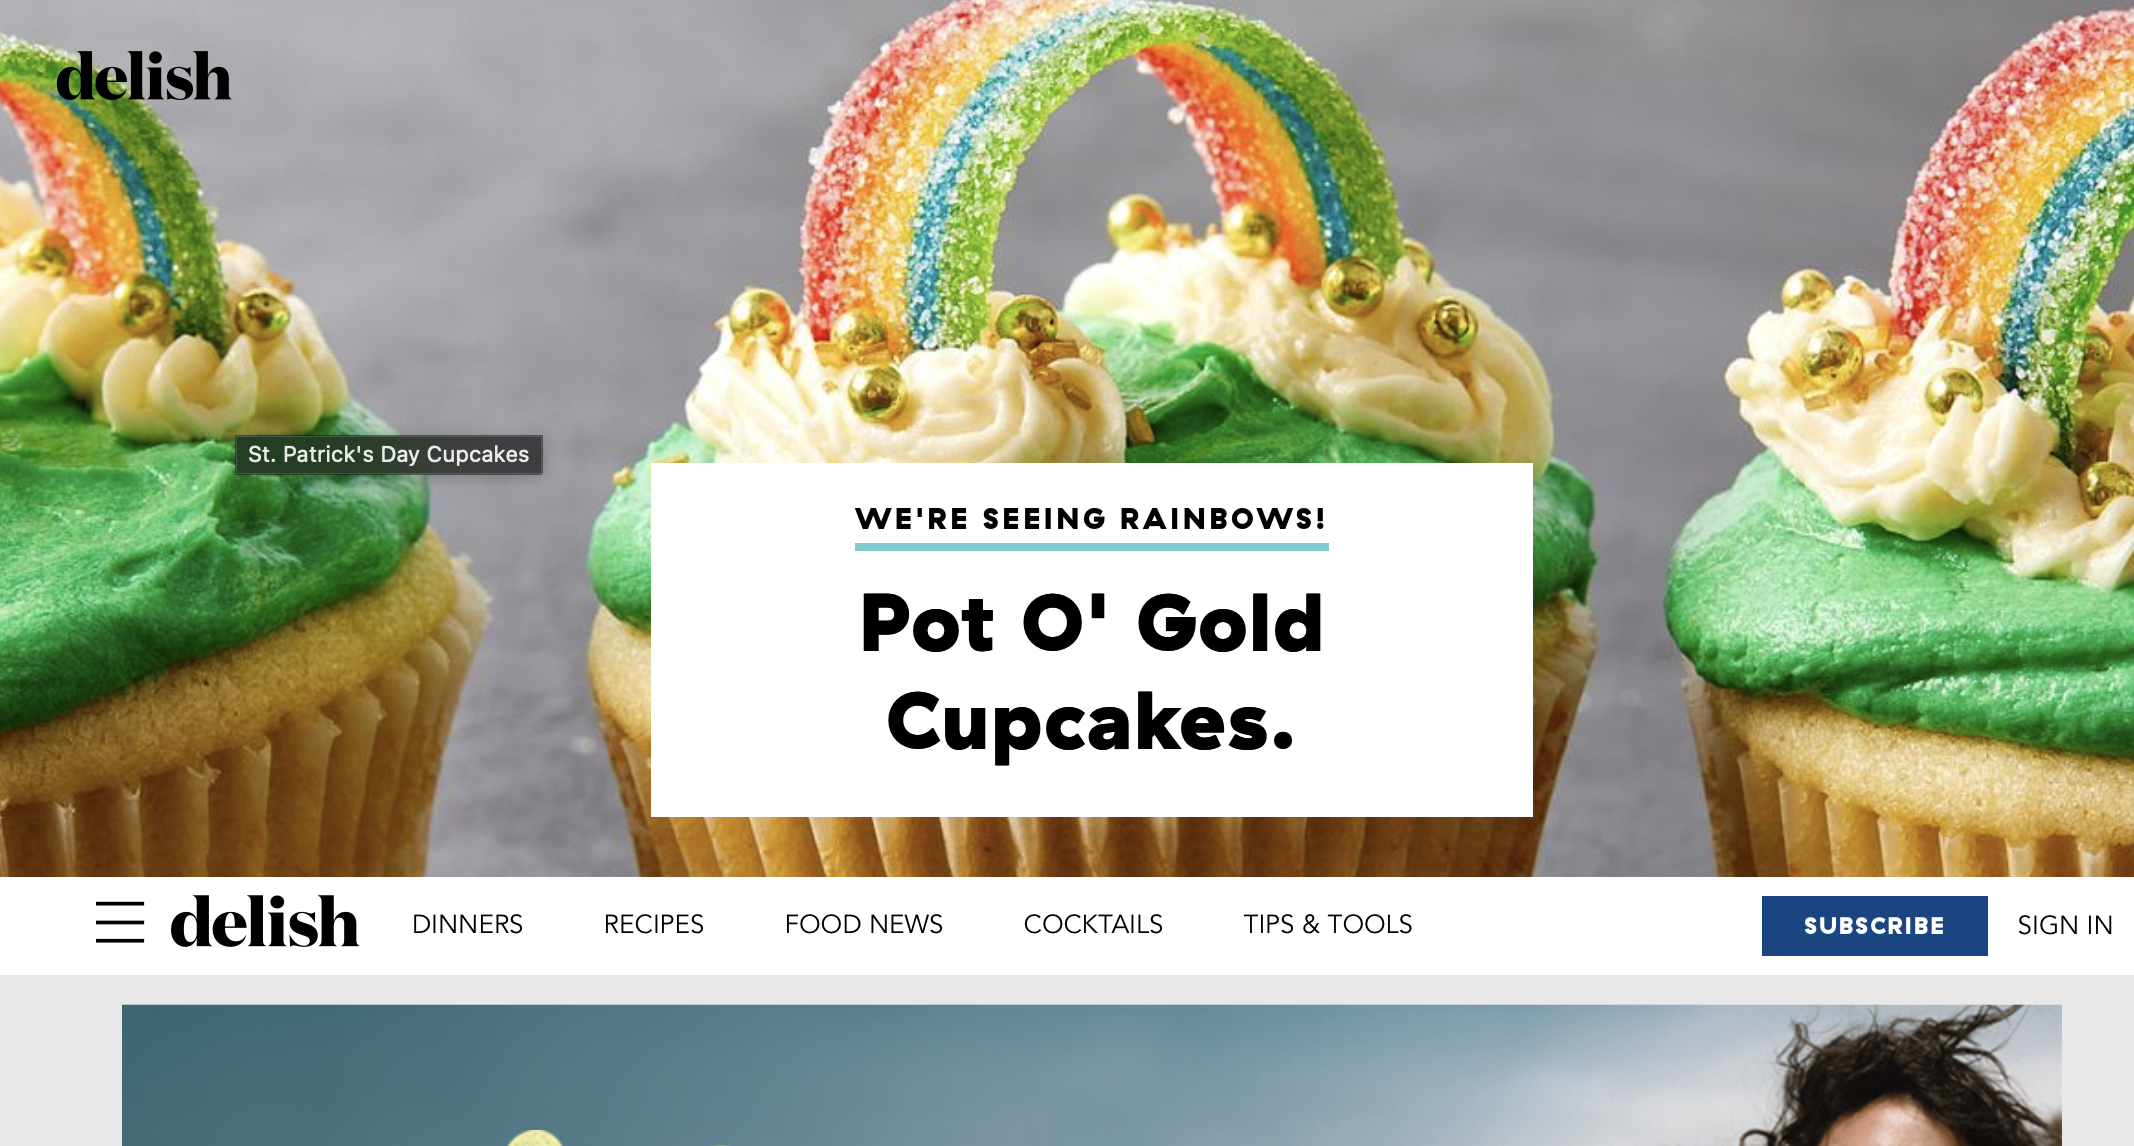 delish
St. Patrick's Day Cupcakes
WE'RE SEEING RAINBOWS!
Pot O' Gold
Cupcakes.
delish
DINNERS
RECIPES
FOOD NEWS
COCKTAILS
TIPS & TOOLS
SUBSCRIBE
SIGN IN